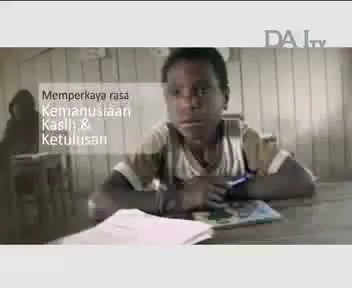 DAAI TV
Memperkaya rasa
Kemanusiaan
Kasih &
Ketulusan